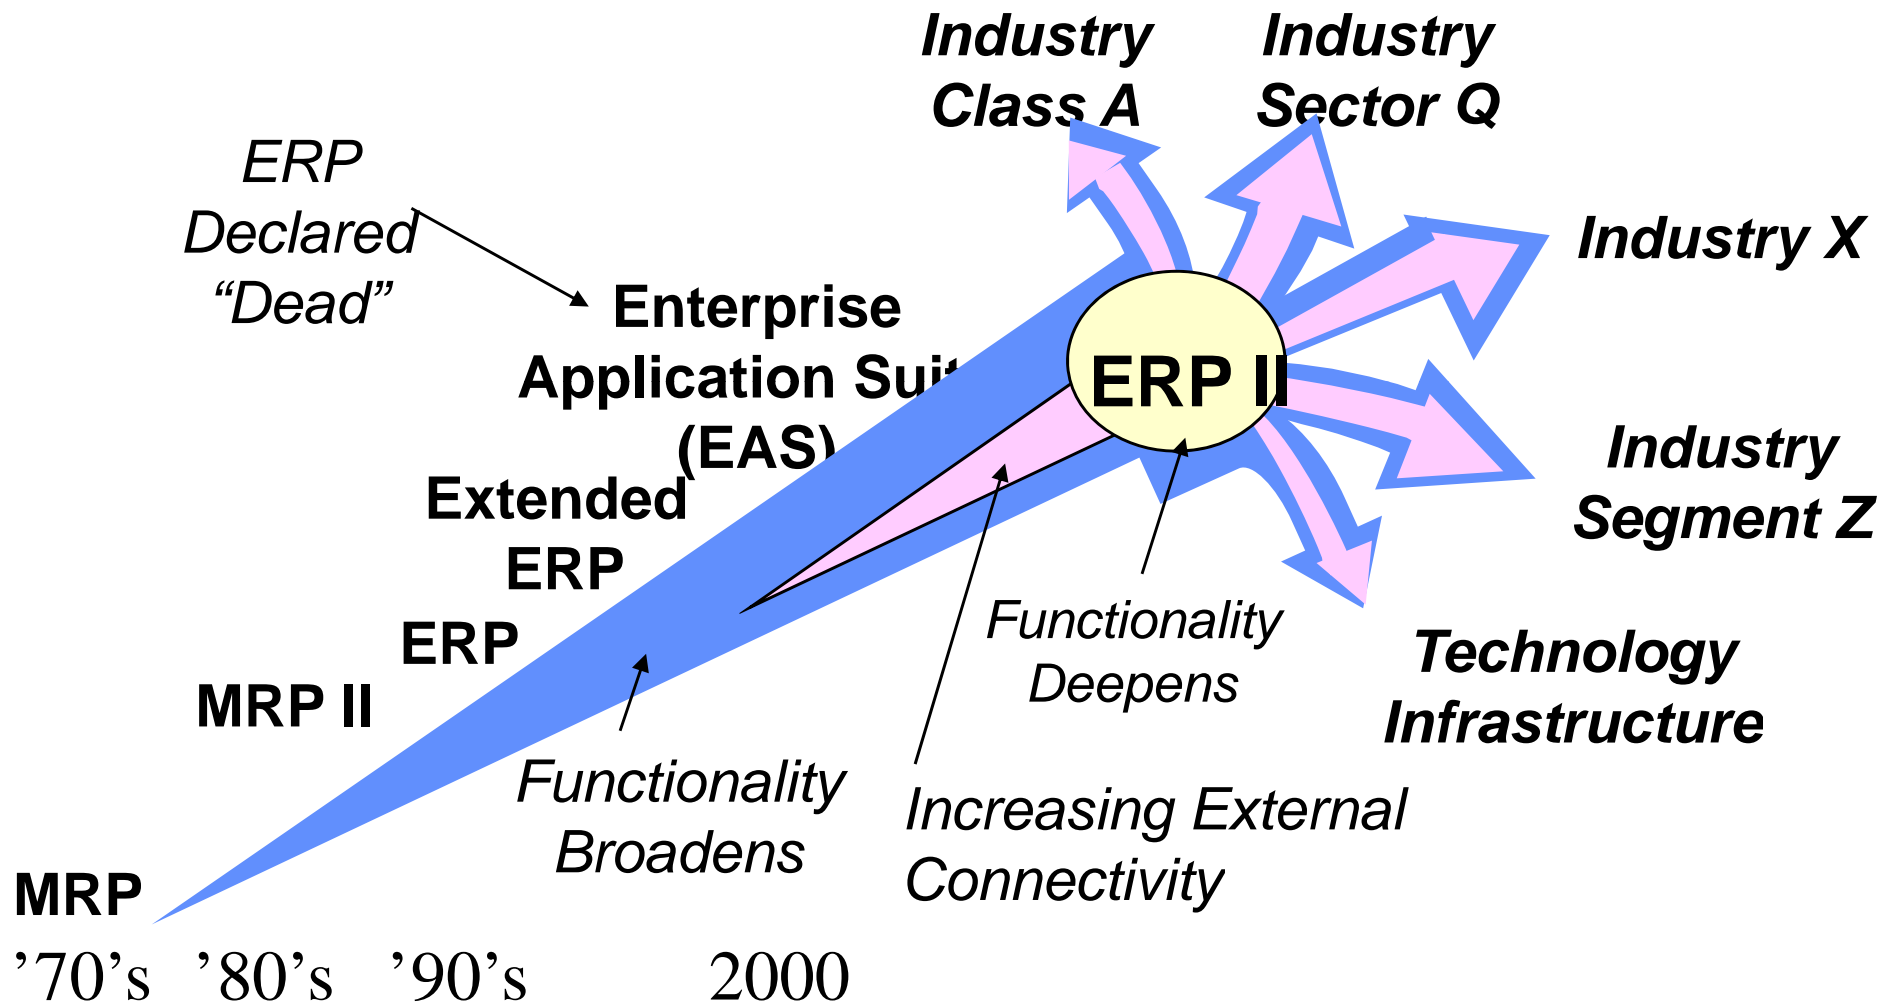 Industry
Class A
Industry
Sector Q
ERP
Declared
“Dead”
Industry X
Enterprise
Application Suit
(EAS)
ERP II
Industry
Segment Z
Extended
ERP
ERP
MRP II
Functionality
Deepens
Technology
Infrastructure
Functionality
Broadens
Increasing External
Connectivity
MRP
’70’s ’80’s ’90’s 2000